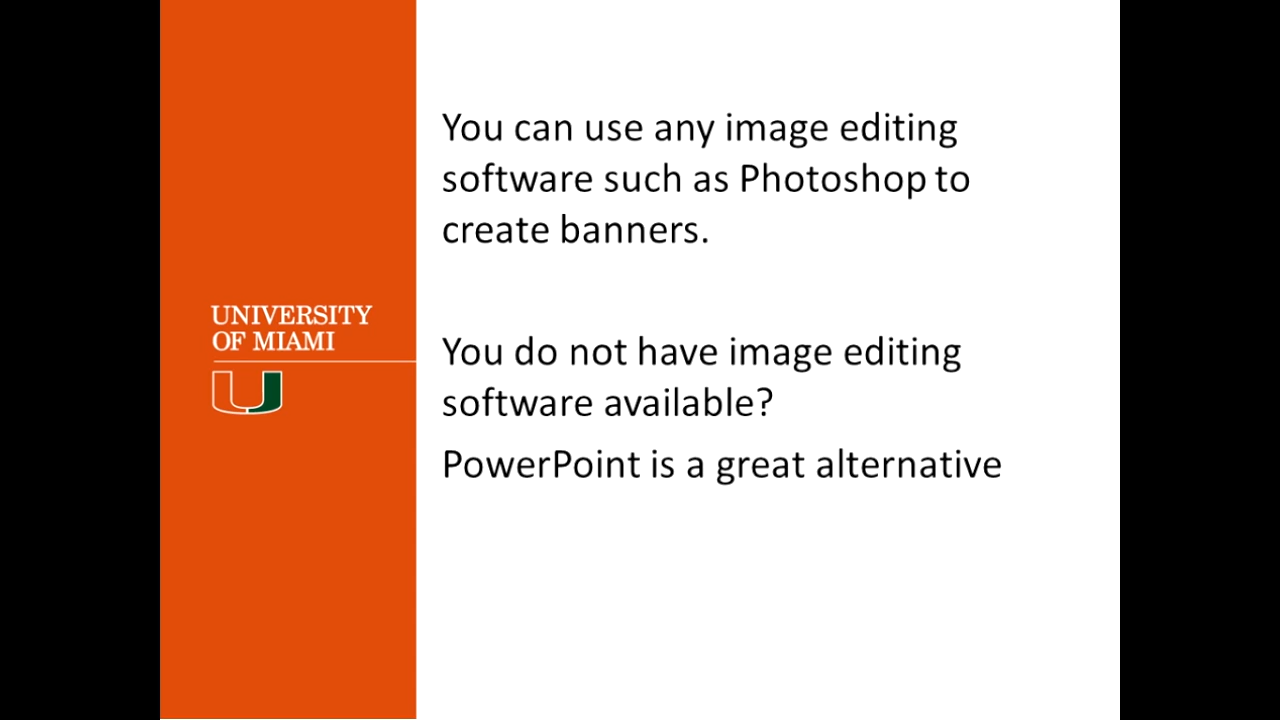 UNIVERSITY
OF MIAMI
You can use any image editing
software such as Photoshop to
create banners.
You do not have image editing
software available?
PowerPoint is a great alternative